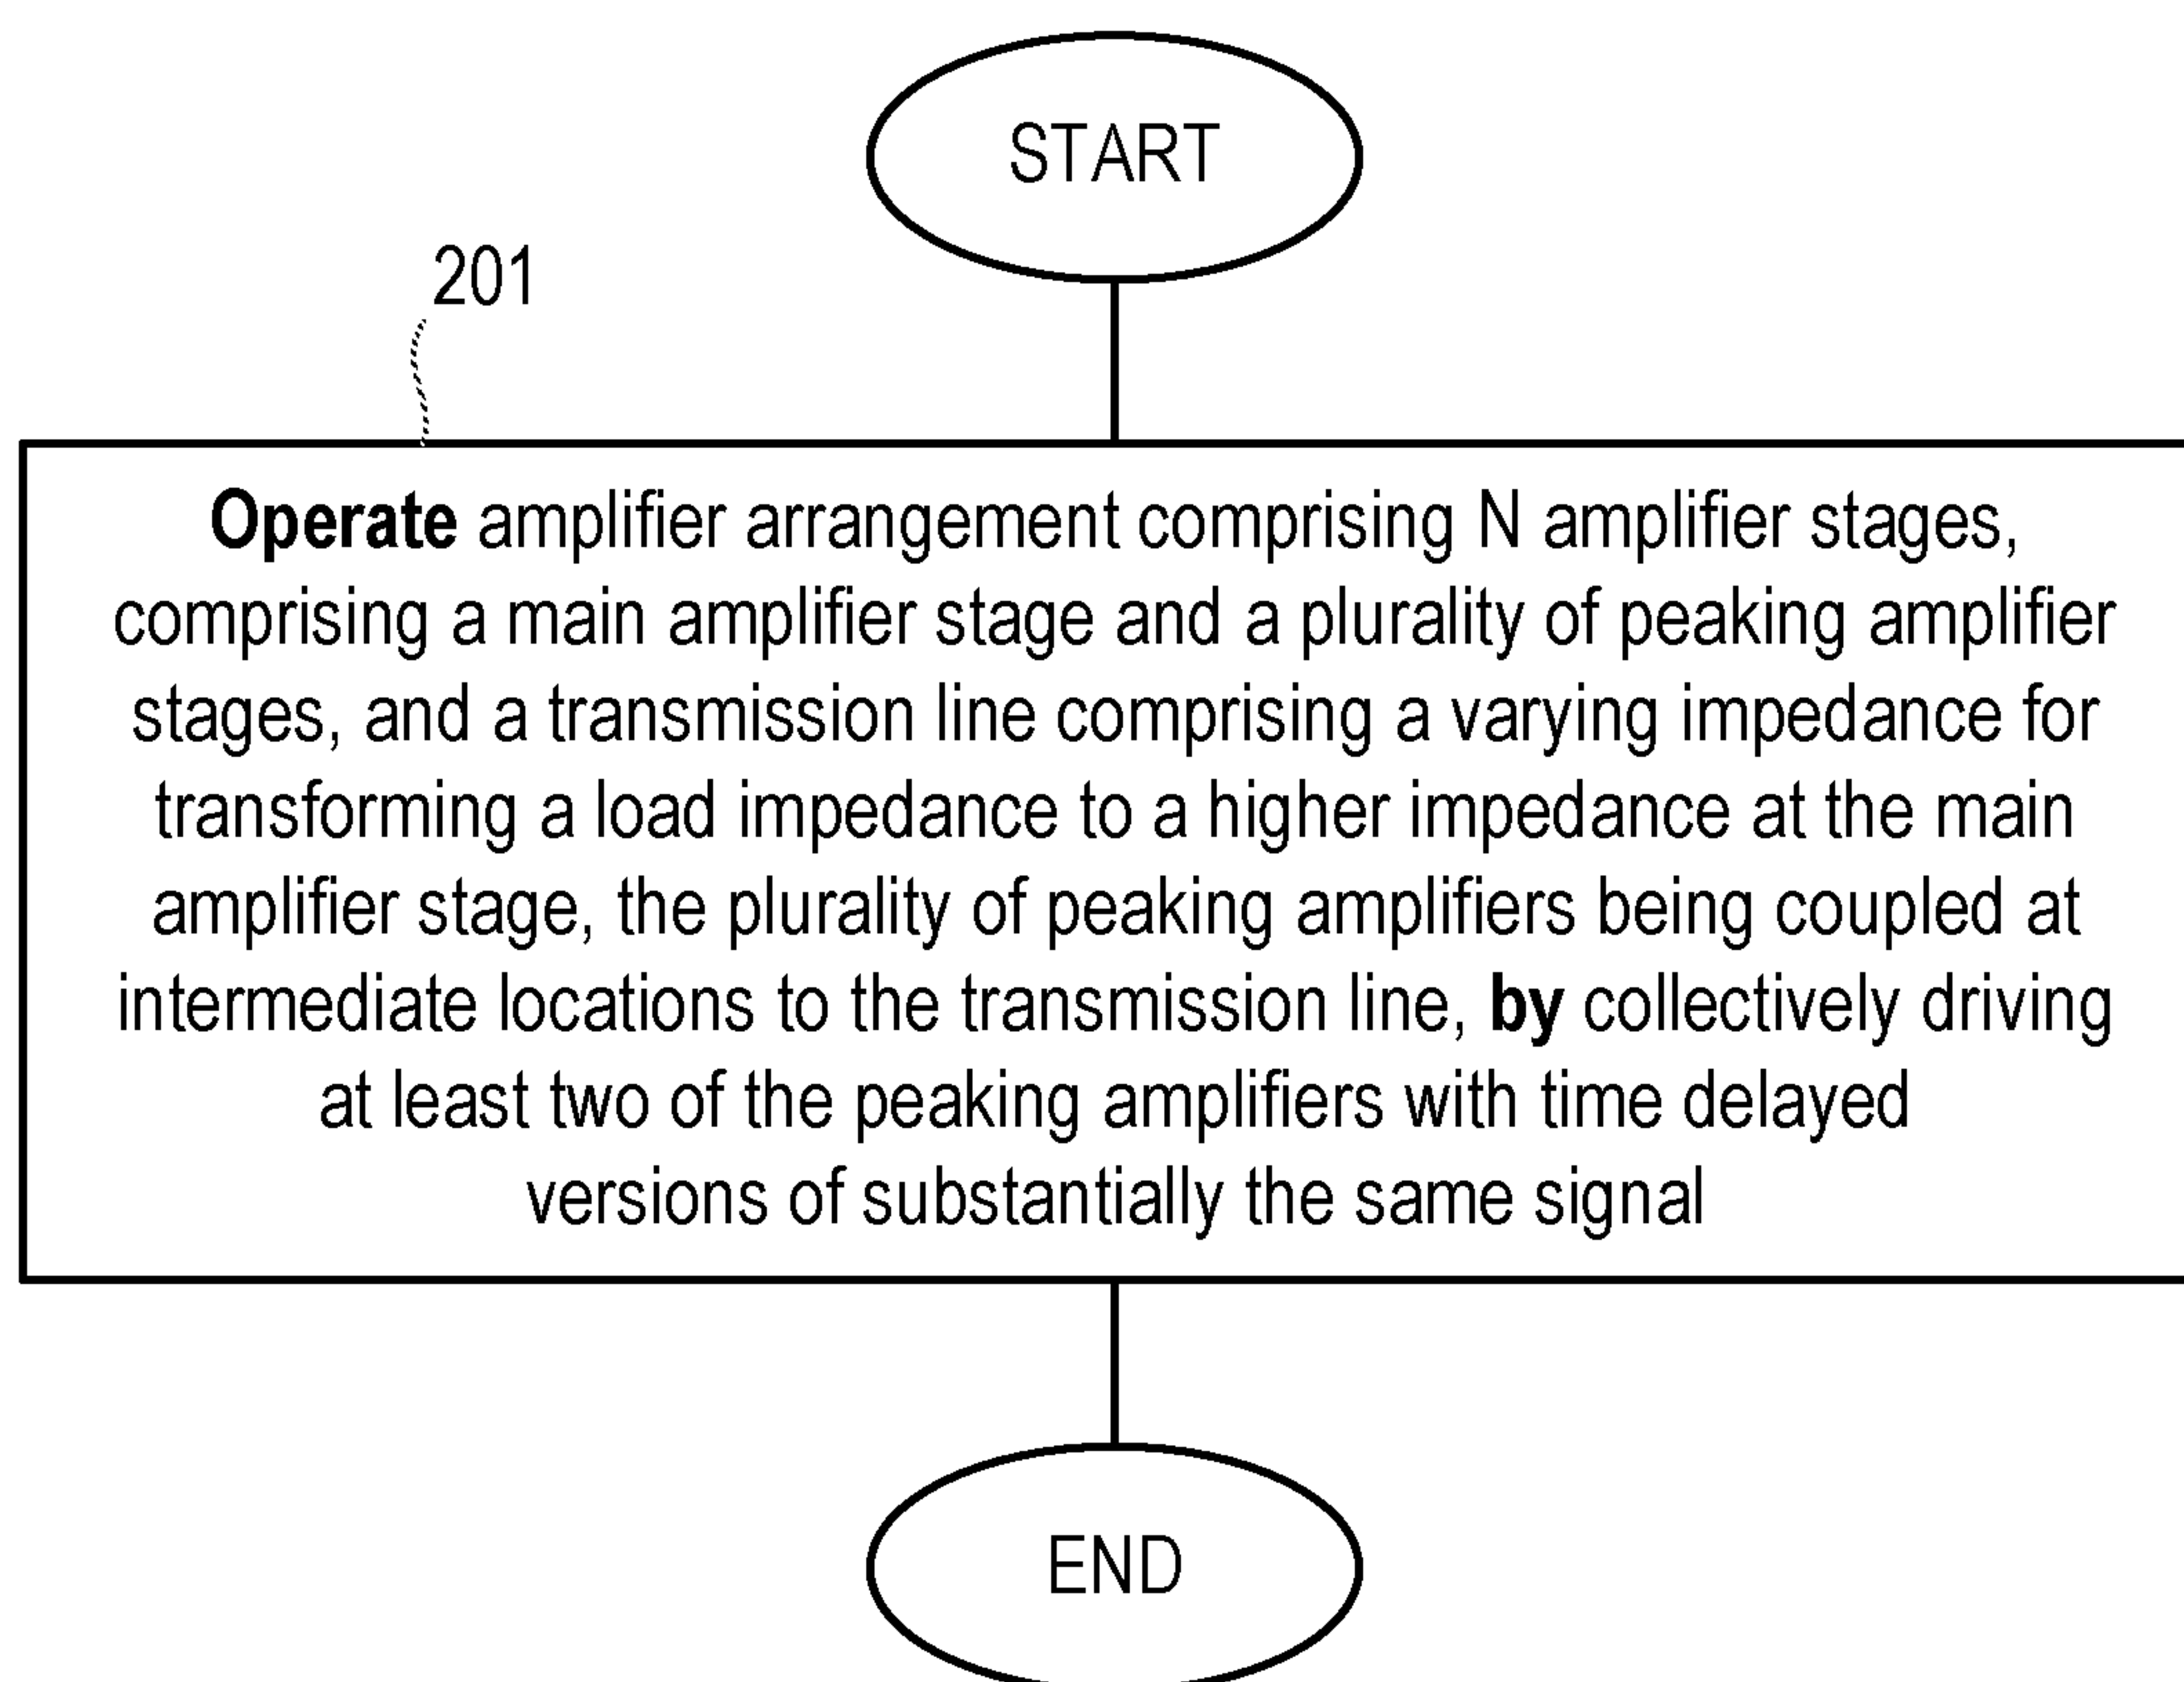 START
201
Operate amplifier arrangement comprising N amplifier stages,
comprising a main amplifier stage and a plurality of peaking amplifier
stages, and a transmission line comprising a varying impedance for
transforming a load impedance to a higher impedance at the main
amplifier stage, the plurality of peaking amplifiers being coupled at
intermediate locations to the transmission line, by collectively driving
at least two of the peaking amplifiers with time delayed
versions of substantially the same signal
END